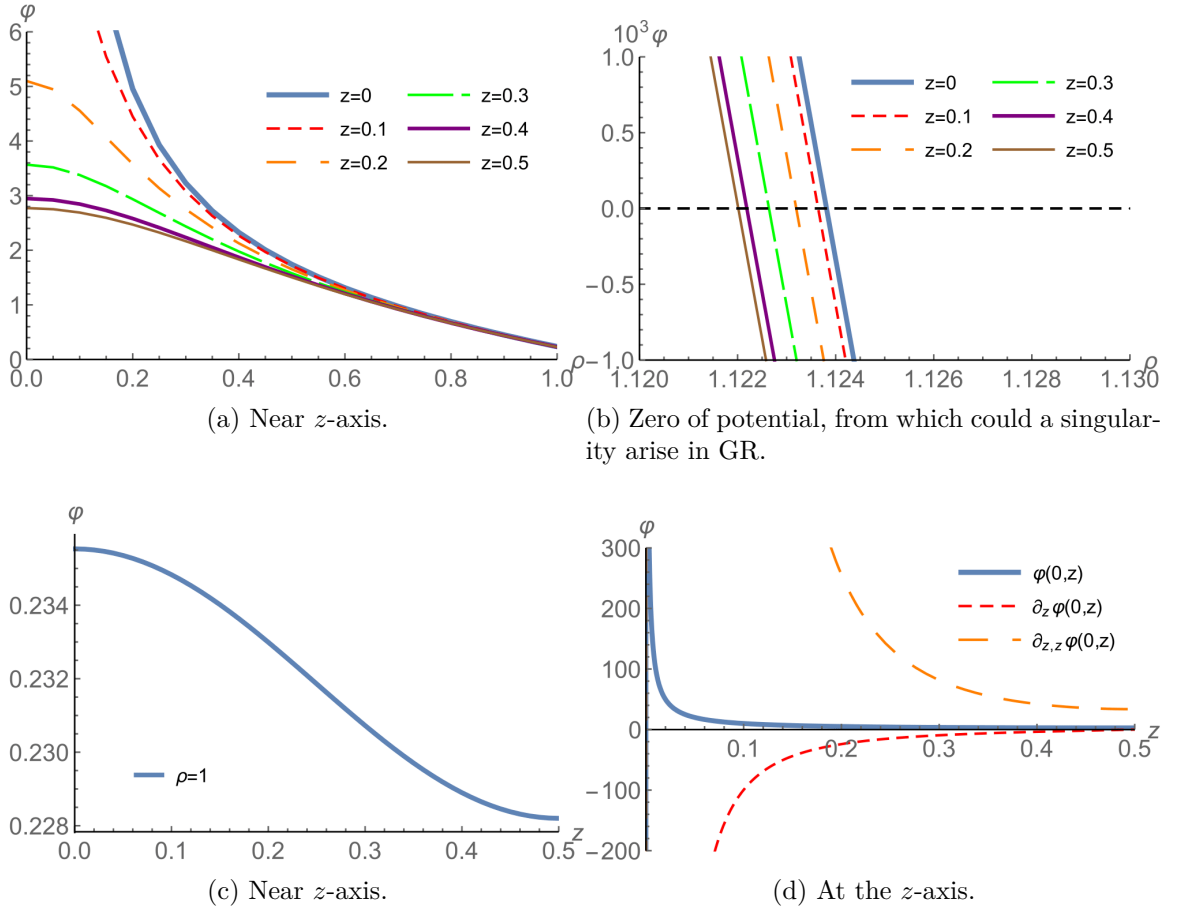 φ
6
5
4
3
2
1
0
0.0 0.2 0.4 0.6 0.8 1.0
ρ
z=0 z=0.3
z=0.1 z=0.4
z=0.2 z=0.5
(a) Near z-axis.
10³ φ
1.0
0.5
0.0
−0.5
−1.0
1.120 1.122 1.124 1.126 1.128 1.130
ρ
z=0 z=0.3
z=0.1 z=0.4
z=0.2 z=0.5
(b) Zero of potential, from which could a singular-
ity arise in GR.
φ
0.234
0.232
0.230
0.228
0.0 0.1 0.2 0.3 0.4 0.5
z
ρ=1
(c) Near z-axis.
φ
300
200
100
0
−100
−200
0.1 0.2 0.3 0.4 0.5
z
φ(0,z)
∂z φ(0,z)
∂z,z φ(0,z)
(d) At the z-axis.